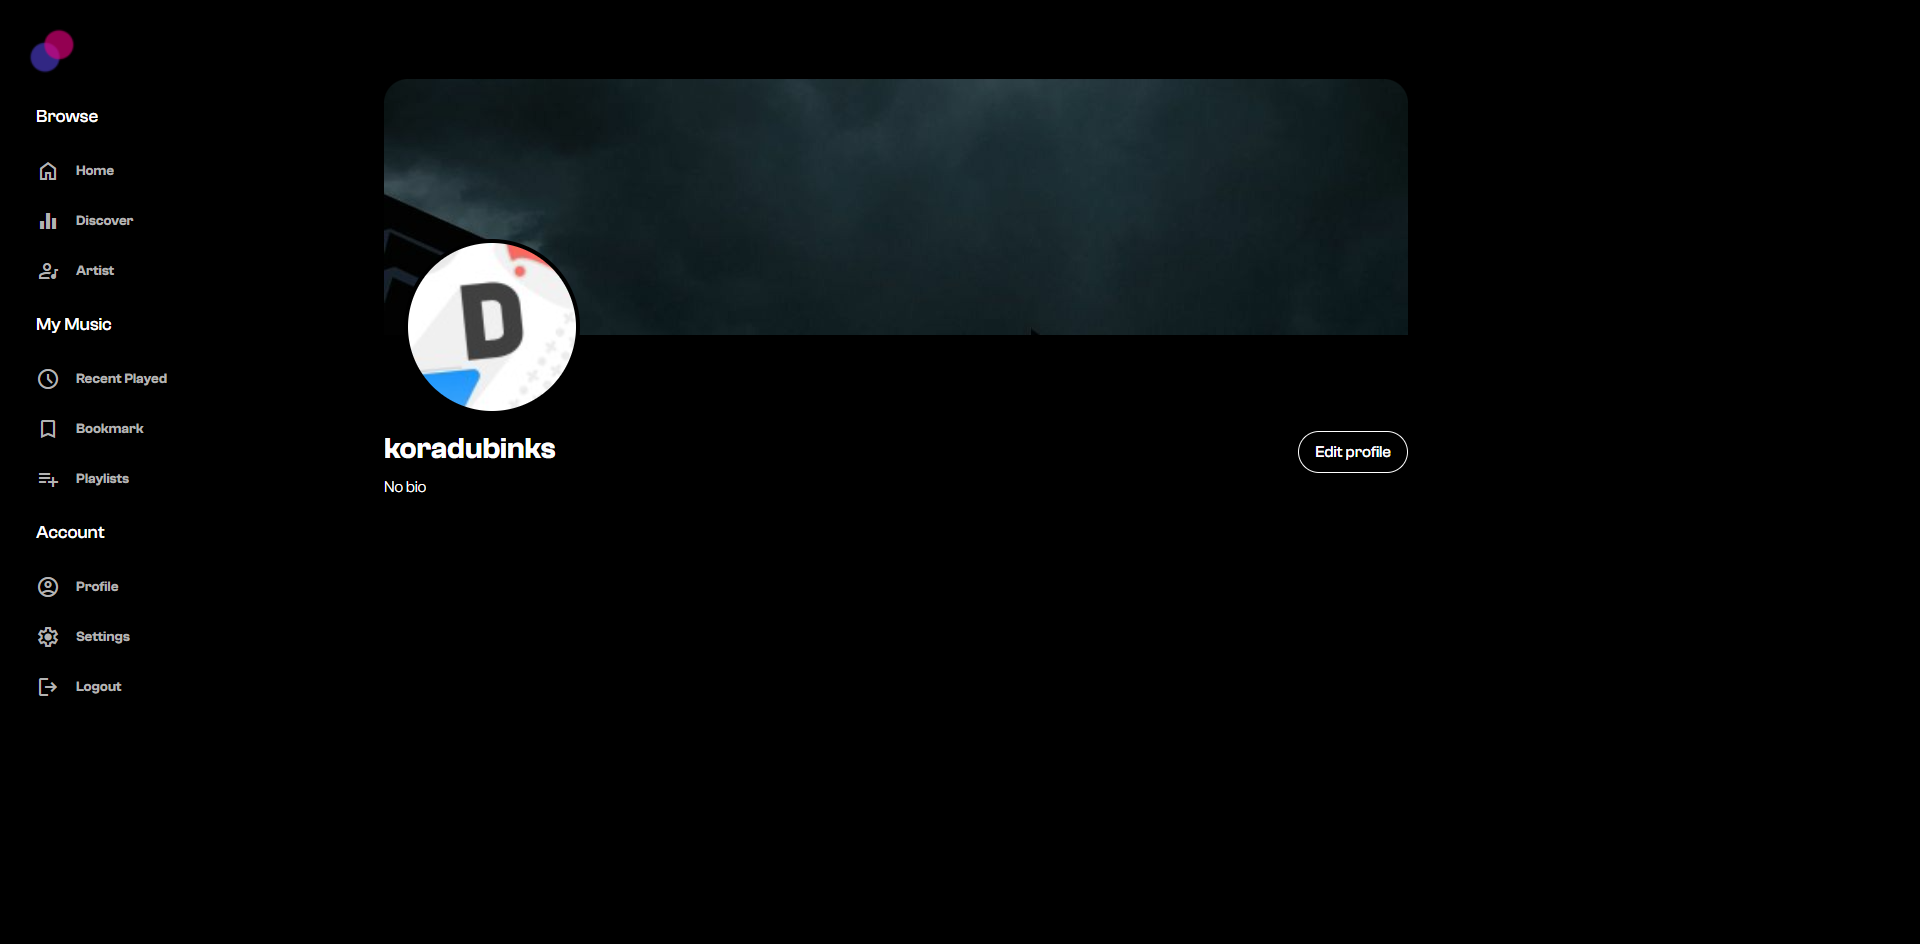 Browse
Home
Discover
Artist
My Music
Recent Played
Bookmark
Playlists
Account
Profile
Settings
Logout
D
koradubinks
Edit profile
No bio